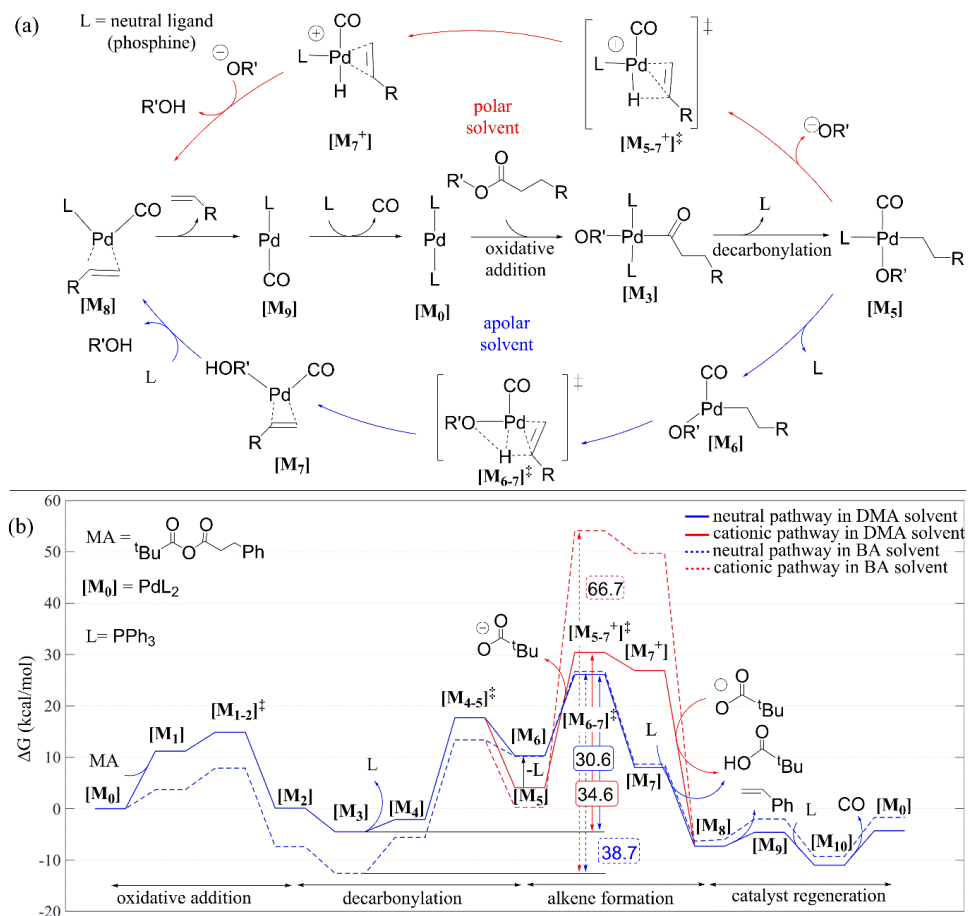 (a)
L = neutral ligand
(phosphine)
⊖
OR'
R'OH
⊕
CO
L
Pd
H
R
[M7+]
polar
solvent
‡
CO
⊕
L
Pd
H
R
[M5-7+]‡
⊖
OR'
L
CO
Pd
R
[M8]
R
L
Pd
CO
[M9]
L
CO
L
Pd
L
[M0]
R'
O
O
R
oxidative
addition
L
OR'
Pd
O
L
R
[M3]
L
decarbonylation
CO
L
Pd
OR'
R
[M5]
R'OH
L
HOR'
CO
Pd
R
[M7]
apolar
solvent
‡
CO
R'O
Pd
H
R
[M6-7]‡
CO
Pd
OR'
R
[M6]
L
(b)
60
50
40
30
20
10
0
-10
-20
ΔG (kcal/mol)
MA =
O
O
tBu
O
Ph
[M0] = PdL2
L= PPh3
neutral pathway in DMA solvent
cationic pathway in DMA solvent
neutral pathway in BA solvent
cationic pathway in BA solvent
66.7
⊖
O
O
tBu
[M5-7+]‡
[M7+]
[M6-7]‡
30.6
34.6
38.7
MA
[M0]
[M1]
[M1-2]‡
[M2]
[M3]
L
[M4]
[M4-5]‡
[M6]
-L
[M5]
L
[M7]
O
⊖
O
tBu
O
HO
tBu
[M8]
Ph
[M9]
L
[M10]
CO
[M0]
oxidative addition
decarbonylation
alkene formation
catalyst regeneration